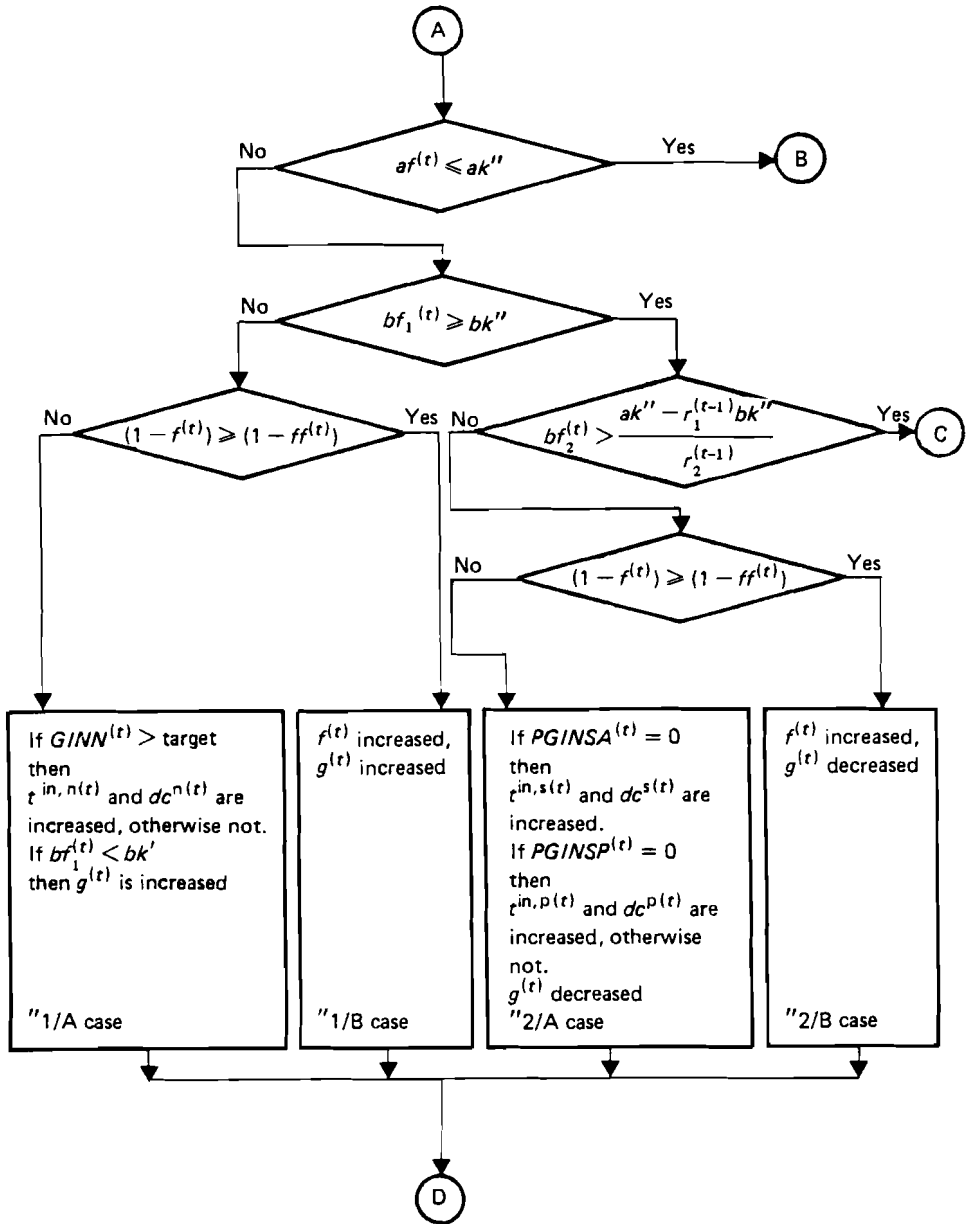 A
No
af^(t) ≤ ak''
Yes
B
No
bf_1^(t) ≥ bk''
Yes
No
(1 − f^(t)) ≥ (1 − ff^(t))
Yes
No
bf_2^(t) > (ak'' − r_1^(t−1) bk'') / r_2^(t−1)
Yes
C
No
(1 − f^(t)) ≥ (1 − ff^(t))
Yes
If GINN^(t) > target
then
t^in,n(t) and dc^n(t) are
increased, otherwise not.
If bf_1^(t) < bk'
then g^(t) is increased
"1/A case
f^(t) increased,
g^(t) increased
"1/B case
If PGINSA^(t) = 0
then
t^in,s(t) and dc^s(t) are
increased.
If PGINSP^(t) = 0
then
t^in,p(t) and dc^p(t) are
increased, otherwise
not.
g^(t) decreased
"2/A case
f^(t) increased,
g^(t) decreased
"2/B case
D